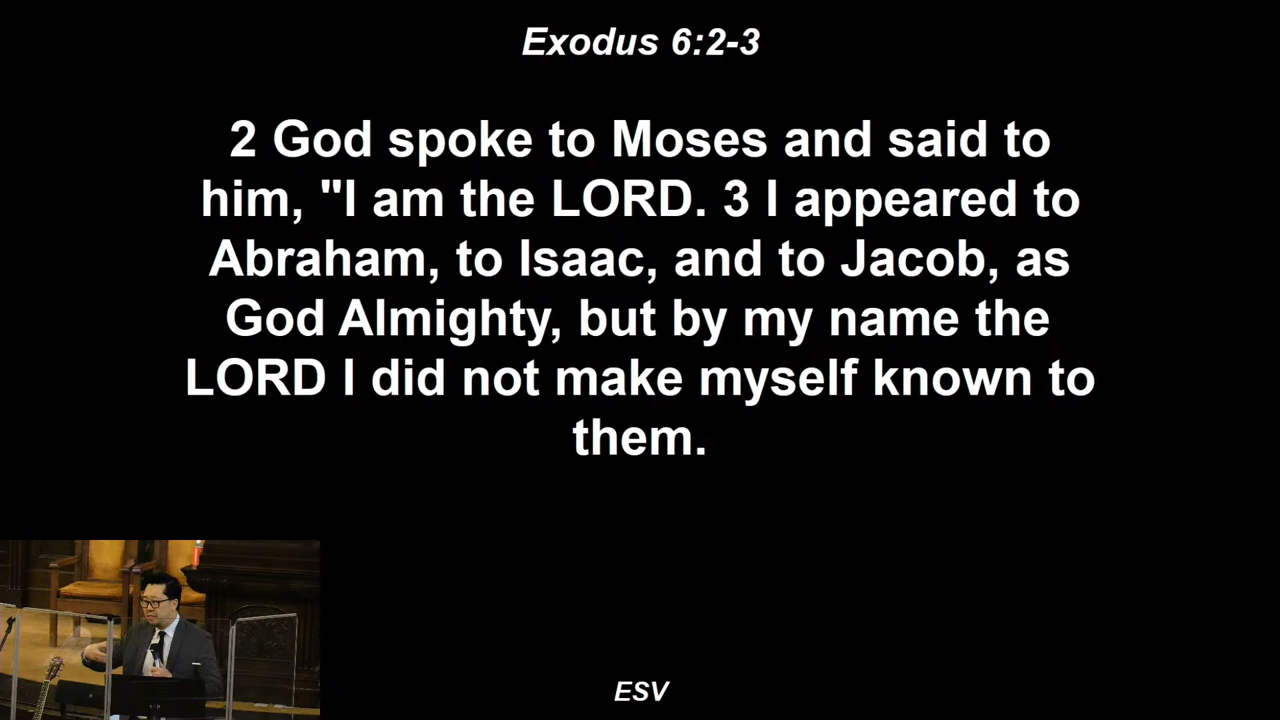 Exodus 6:2-3
2 God spoke to Moses and said to
him, "I am the LORD. 3 I appeared to
Abraham, to Isaac, and to Jacob, as
God Almighty, but by my name the
LORD I did not make myself known to
them.
ESV